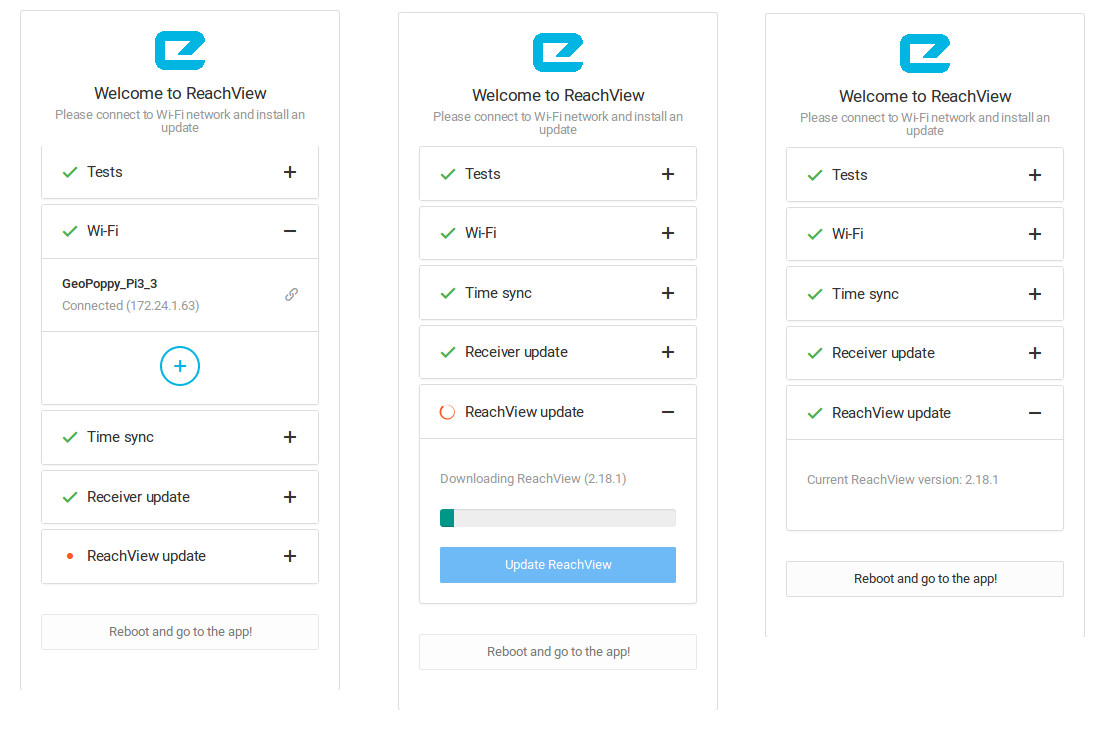 Welcome to ReachView
Please connect to Wi-Fi network and install an
update
Tests
Wi-Fi
GeoPoppy_Pi3_3
Connected (172.24.1.63)
Time sync
Receiver update
ReachView update
Reboot and go to the app!
Welcome to ReachView
Please connect to Wi-Fi network and install an
update
Tests
Wi-Fi
Time sync
Receiver update
ReachView update
Downloading ReachView (2.18.1)
Update ReachView
Reboot and go to the app!
Welcome to ReachView
Please connect to Wi-Fi network and install an
update
Tests
Wi-Fi
Time sync
Receiver update
ReachView update
Current ReachView version: 2.18.1
Reboot and go to the app!